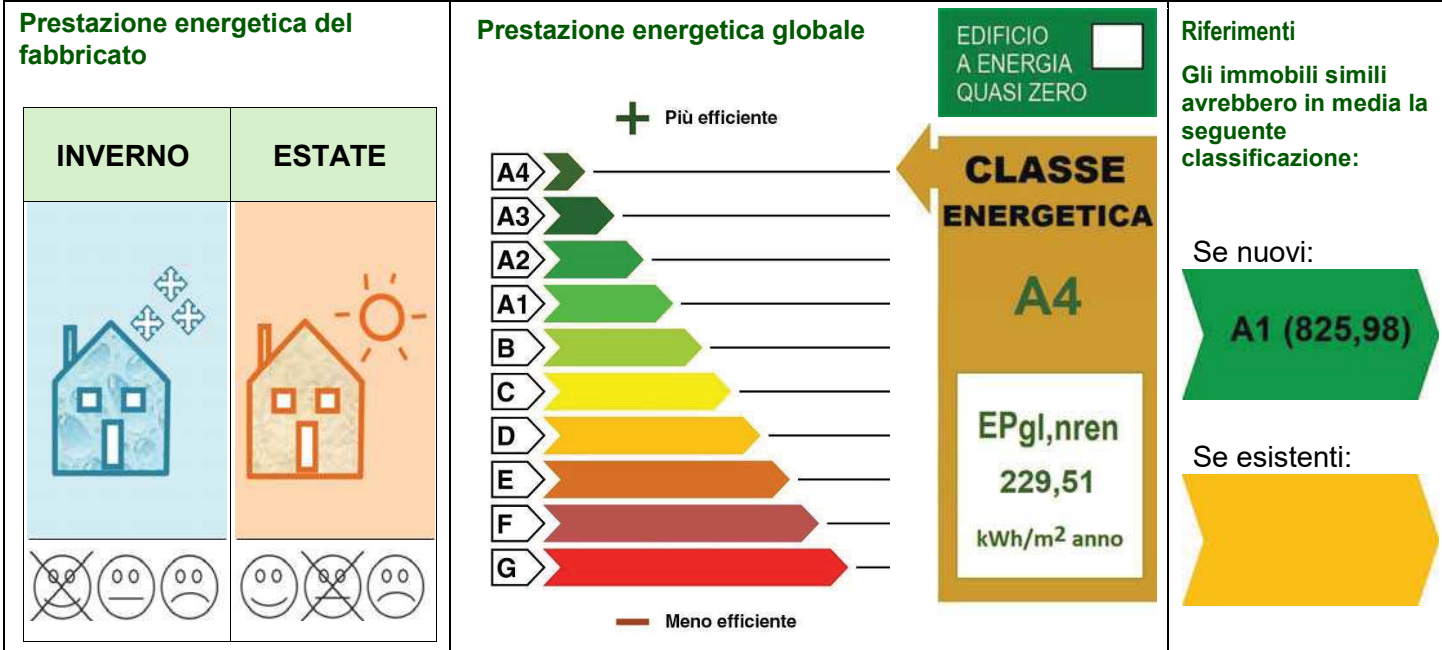 Prestazione energetica del
fabbricato
INVERNO
ESTATE
Prestazione energetica globale
Più efficiente
A4
A3
A2
A1
B
C
D
E
F
G
Meno efficiente
EDIFICIO
A ENERGIA
QUASI ZERO
CLASSE
ENERGETICA
A4
EPgl,nren
229,51
kWh/m² anno
Riferimenti
Gli immobili simili
avrebbero in media la
seguente
classificazione:
Se nuovi:
A1 (825,98)
Se esistenti: